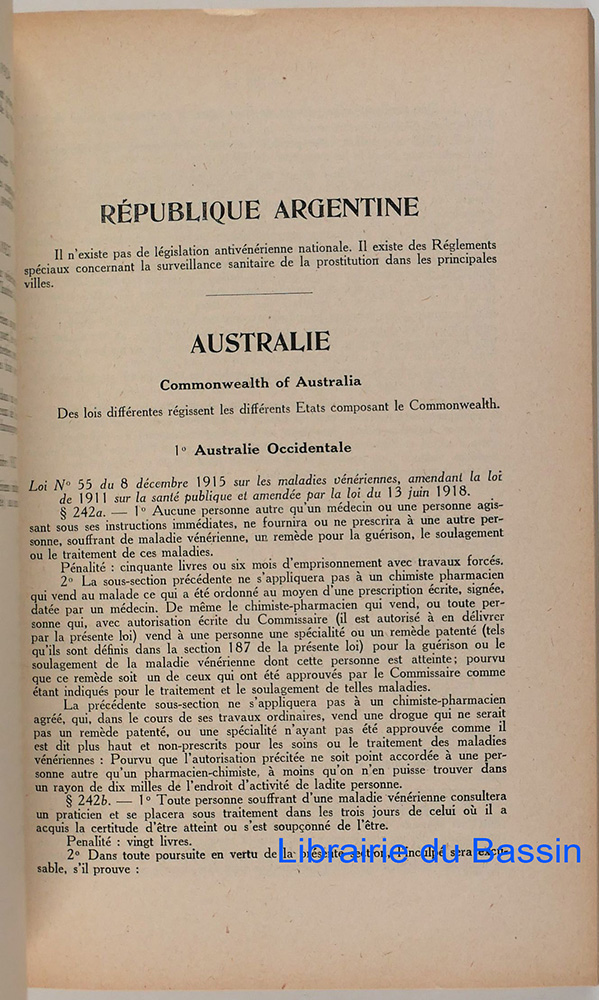 RÉPUBLIQUE ARGENTINE
Il n'existe pas de législation antivénérienne nationale. Il existe des Réglements
spéciaux concernant la surveillance sanitaire de la prostitution dans les principales
villes.
AUSTRALIE
Commonwealth of Australia
Des lois différentes régissent les différents Etats composant le Commonwealth.
1º Australie Occidentale
Loi Nº 55 du 8 décembre 1915 sur les maladies vénériennes, amendant la loi
de 1911 sur la santé publique et amendée par la loi du 13 juin 1918.
§ 242a. — 1º Aucune personne autre qu'un médecin ou une personne agis-
sant sous ses instructions immédiates, ne fournira ou ne prescrira à une autre per-
sonne, souffrant de maladie vénérienne, un remède pour la guérison, le soulagement
ou le traitement de ces maladies.
Pénalité : cinquante livres ou six mois d'emprisonnement avec travaux forcés.
2º La sous-section précédente ne s'appliquera pas à un chimiste pharmacien
qui vend au malade ce qui a été ordonné au moyen d'une prescription écrite, signée,
datée par un médecin. De même le chimiste-pharmacien qui vend, ou toute per-
sonne qui, avec autorisation écrite du Commissaire (il est autorisé à en délivrer
par la présente loi) vend à une personne une spécialité ou un remède patenté (tels
qu'ils sont définis dans la section 187 de la présente loi) pour la guérison ou le
soulagement de la maladie vénérienne dont cette personne est atteinte; pourvu
que ce remède soit un de ceux qui ont été approuvés par le Commissaire comme
étant indiqués pour le traitement et le soulagement de telles maladies.
La précédente sous-section ne s'appliquera pas à un chimiste-pharmacien
agréé, qui, dans le cours de ses travaux ordinaires, vend une drogue qui ne serait
pas un remède patenté, ou une spécialité n'ayant pas été approuvée comme il
est dit plus haut et non-prescrits pour les soins ou le traitement des maladies
vénériennes : Pourvu que l'autorisation précitée ne soit point accordée à une per-
sonne autre qu'un pharmacien-chimiste, à moins qu'on n'en puisse trouver dans
un rayon de dix milles de l'endroit d'activité de ladite personne.
§ 242b. — 1º Toute personne souffrant d'une maladie vénérienne consultera
un praticien et se placera sous traitement dans les trois jours de celui où il a
acquis la certitude d'être atteint ou s'est soupçonné de l'être.
Penalité : vingt livres.
2º Dans toute poursuite en vertu de la présente section, l'inculpé sera excu-
sable, s'il prouve :
Librairie du Bassin